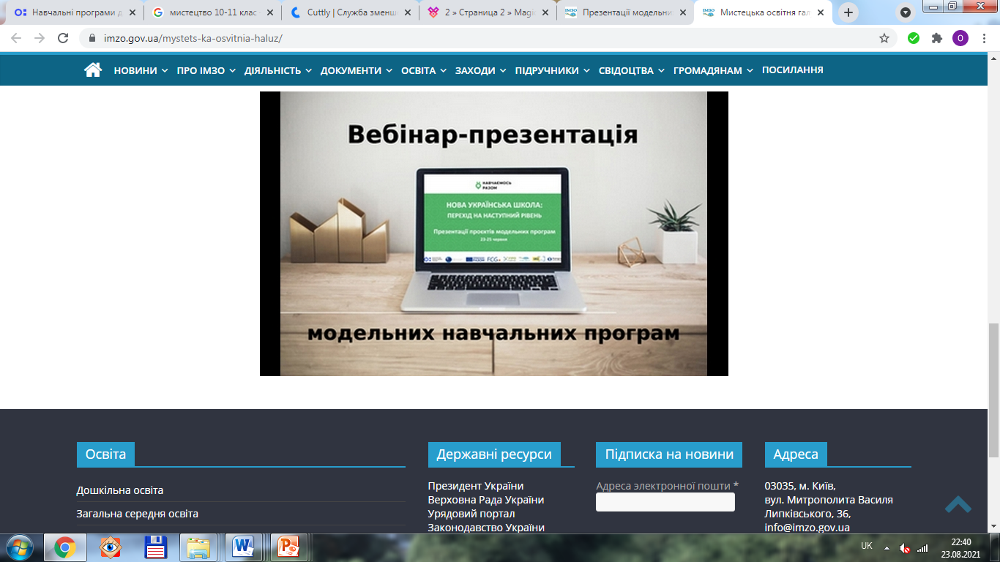 Навчальні програми д
мистецтво 10-11 клас
Cuttly | Служба зменш
2 » Страница 2 » Magi
Презентації модельни
Мистецька освітня гал
O
imzo.gov.ua/mystets-ka-osvitnia-haluz/
НОВИНИ
ПРО ІМЗО
ДІЯЛЬНІСТЬ
ДОКУМЕНТИ
ОСВІТА
ЗАХОДИ
ПІДРУЧНИКИ
СВІДОЦТВА
ГРОМАДЯНАМ
ПОСИЛАННЯ
Вебінар-презентація
НАВЧАЄМОСЬ
РАЗОМ
НОВА УКРАЇНСЬКА ШКОЛА:
ПЕРЕХІД НА НАСТУПНИЙ РІВЕНЬ
Презентації проєктів модельних програм
23-25 червня
FCG
модельних навчальних програм
Освіта
Дошкільна освіта
Загальна середня освіта
Державні ресурси
Президент України
Верховна Рада України
Урядовий портал
Законодавство України
Підписка на новини
Адреса электронної пошти *
Адреса
03035, м. Київ,
вул. Митрополита Василя
Липківського, 36,
info@imzo.gov.ua
UK
22:40
23.08.2021